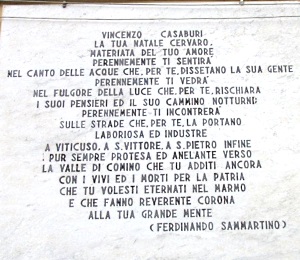 VINCENZO CASABURI
LA TUA NATALE CERVARO,
MATERIATA DEL TUO AMORE
PERENNEMENTE TI SENTIRÀ
NEL CANTO DELLE ACQUE CHE, PER TE, DISSETANO LA SUA GENTE
PERENNEMENTE TI VEDRÀ
NEL FULGORE DELLA LUCE CHE, PER TE, RISCHIARA
I SUOI PENSIERI ED IL SUO CAMMINO NOTTURNI;
PERENNEMENTE TI INCONTRERÀ
SULLE STRADE CHE, PER TE, LA PORTANO
LABORIOSA ED INDUSTRE
A VITICUSO, A S. VITTORE, A S. PIETRO INFINE
PUR SEMPRE PROTESA ED ANELANTE VERSO
LA VALLE DI COMINO CHE TU ADDITI ANCORA
CON I VIVI ED I MORTI PER LA PATRIA
CHE TU VOLESTI ETERNATI NEL MARMO
E CHE FANNO REVERENTE CORONA
ALLA TUA GRANDE MENTE
(FERDINANDO SAMMARTINO)